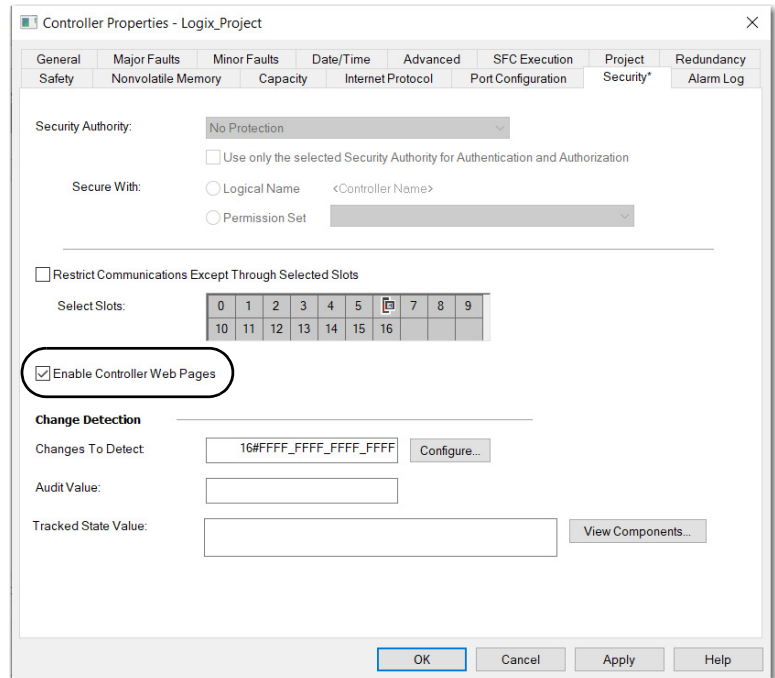 Controller Properties - Logix_Project
General Major Faults Minor Faults Date/Time Advanced SFC Execution Project Redundancy
Safety Nonvolatile Memory Capacity Internet Protocol Port Configuration Security* Alarm Log
Security Authority: No Protection
Use only the selected Security Authority for Authentication and Authorization
Secure With: Logical Name <Controller Name>
Permission Set
Restrict Communications Except Through Selected Slots
Select Slots: 0 1 2 3 4 5 7 8 9
10 11 12 13 14 15 16
Enable Controller Web Pages
Change Detection
Changes To Detect: 16#FFFF_FFFF_FFFF_FFFF Configure...
Audit Value:
Tracked State Value: View Components...
OK Cancel Apply Help